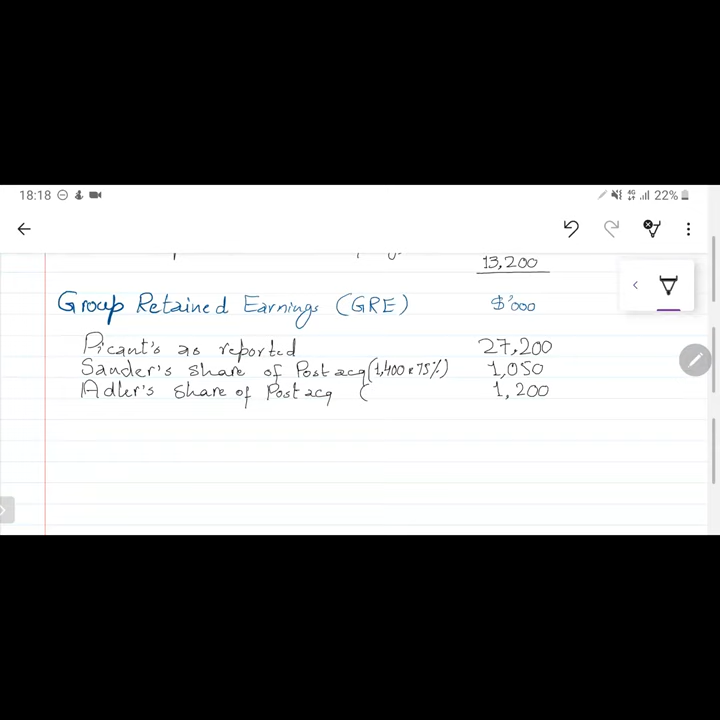 18:18 4G 22%
13,200
Group Retained Earnings (GRE) $'000
Picant's as reported 27,200
Sander's share of Post acq (1,400 × 75%) 1,050
Adler's share of Post acq ( 1,200